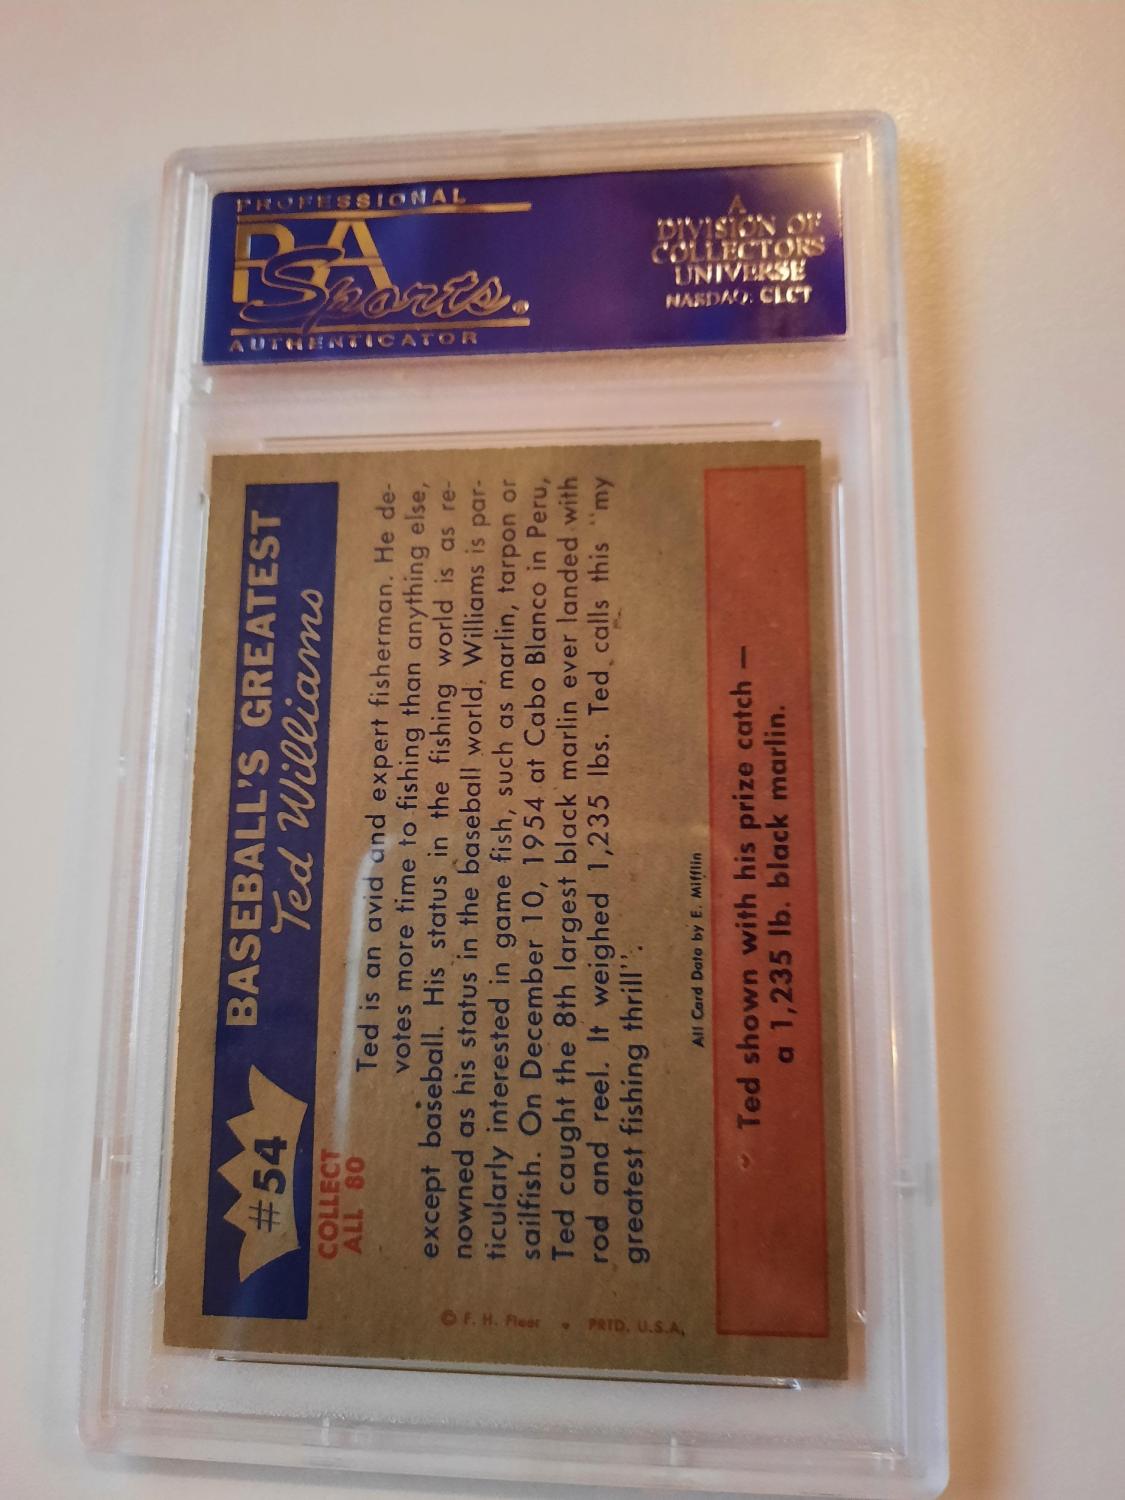 PROFESSIONAL
PSA
Sports®
AUTHENTICATOR
A
DIVISION OF
COLLECTORS
UNIVERSE
NASDAQ: CLCT
#54
BASEBALL'S GREATEST
Ted Williams
COLLECT
ALL 80
Ted is an avid and expert fisherman. He de-
votes more time to fishing than anything else,
except baseball. His status in the fishing world is as re-
nowned as his status in the baseball world. Williams is par-
ticularly interested in game fish, such as marlin, tarpon or
sailfish. On December 10, 1954 at Cabo Blanco in Peru,
Ted caught the 8th largest black marlin ever landed with
rod and reel. It weighed 1,235 lbs. Ted calls this "my
greatest fishing thrill".
All Card Data by E. Mifflin
© F. H. Fleer • PRTD. U.S.A.
Ted shown with his prize catch —
a 1,235 lb. black marlin.